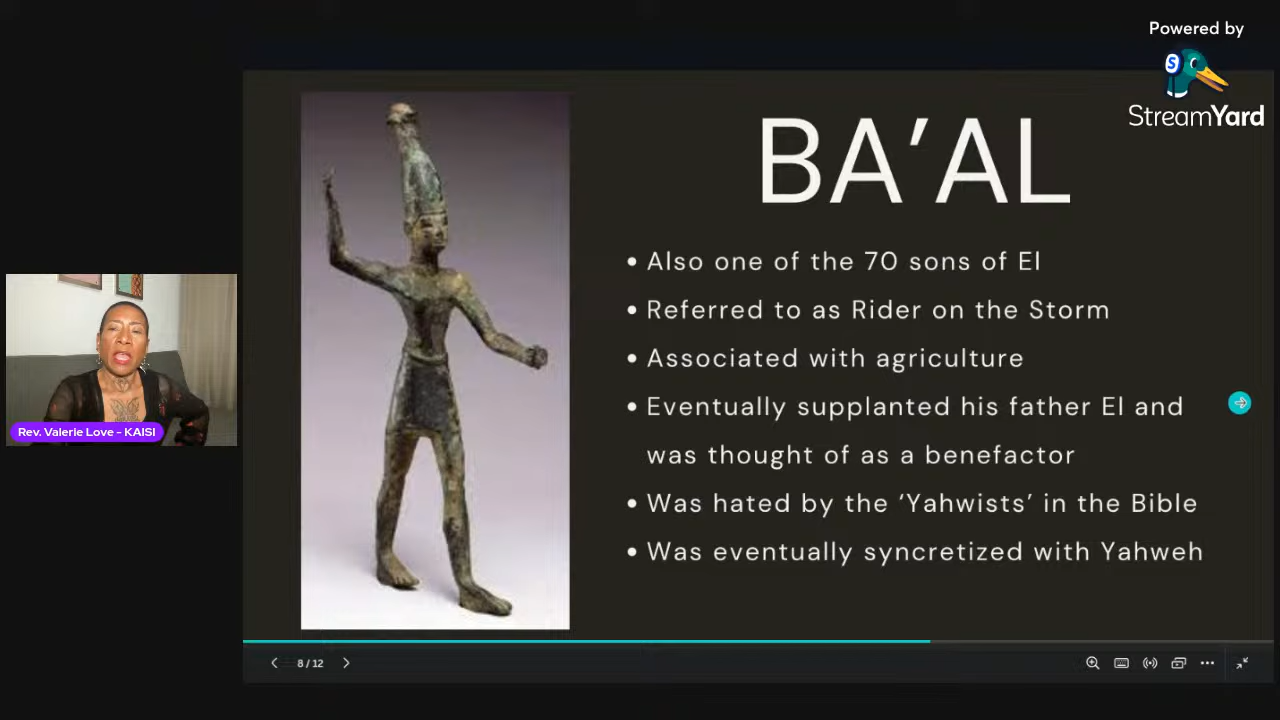 Powered by
StreamYard
BA’AL
• Also one of the 70 sons of El
• Referred to as Rider on the Storm
• Associated with agriculture
• Eventually supplanted his father El and
was thought of as a benefactor
• Was hated by the ‘Yahwists’ in the Bible
• Was eventually syncretized with Yahweh
Rev. Valerie Love - KAISI
8 / 12